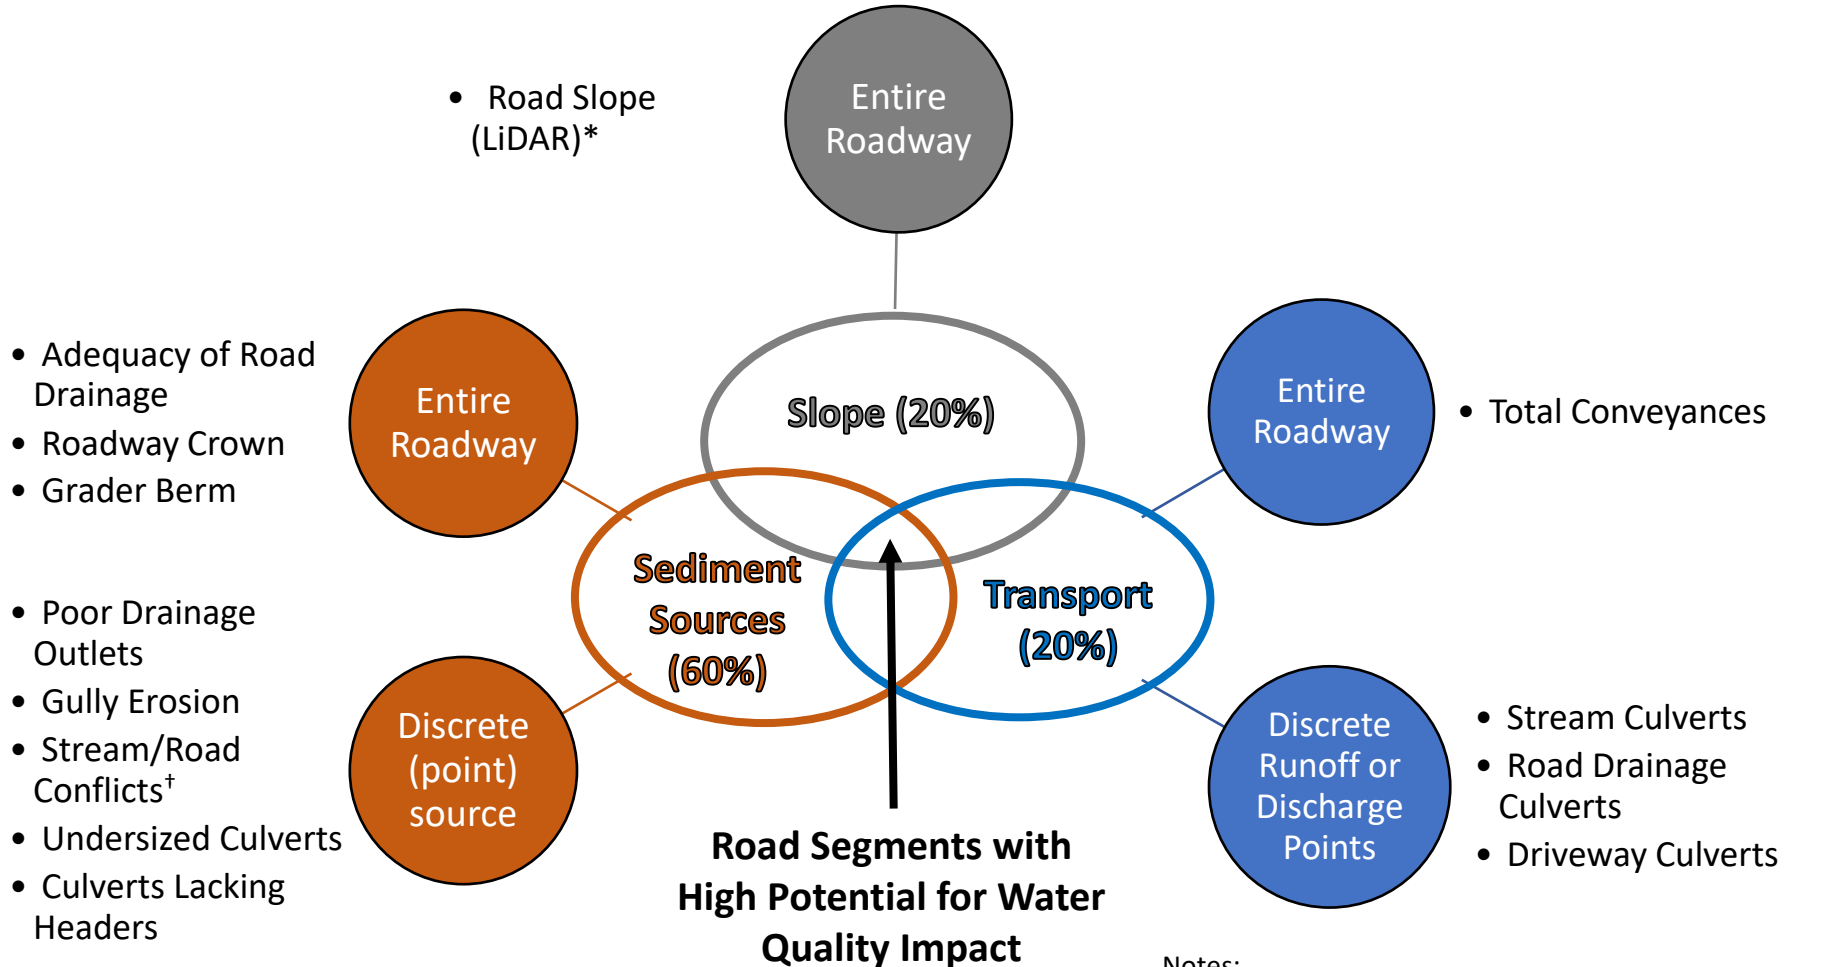 • Road Slope
(LiDAR)*
Entire
Roadway
• Adequacy of Road
Drainage
• Roadway Crown
• Grader Berm
Entire
Roadway
Slope (20%)
Entire
Roadway
• Total Conveyances
Sediment
Sources
(60%)
Transport
(20%)
• Poor Drainage
Outlets
• Gully Erosion
• Stream/Road
Conflicts†
• Undersized Culverts
• Culverts Lacking
Headers
Discrete
(point)
source
Discrete
Runoff or
Discharge
Points
• Stream Culverts
• Road Drainage
Culverts
• Driveway Culverts
Road Segments with
High Potential for Water
Quality Impact
Notes: